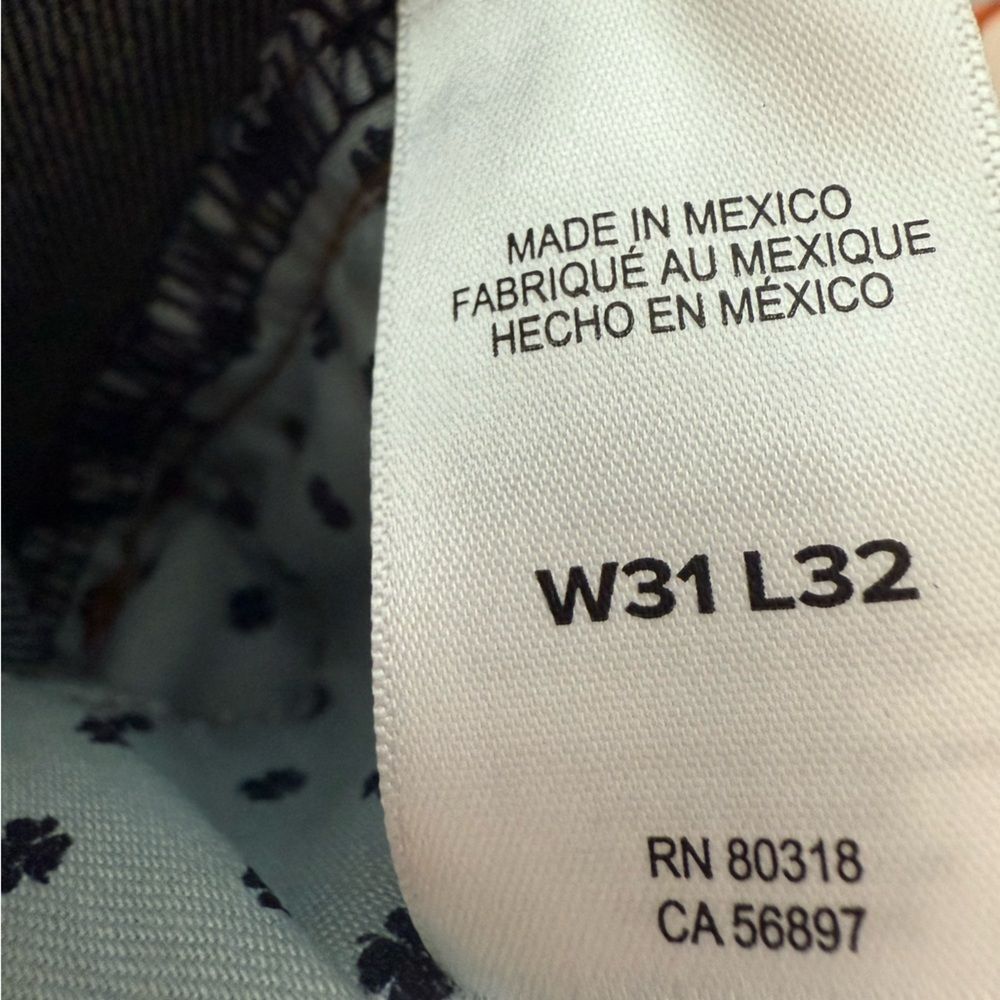 MADE IN MEXICO
FABRIQUÉ AU MEXIQUE
HECHO EN MÉXICO
W31 L32
RN 80318
CA 56897